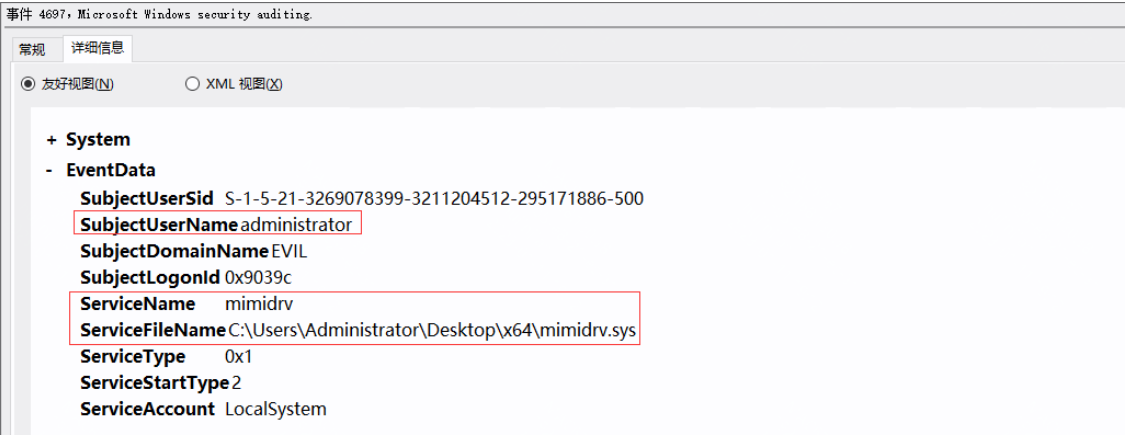 事件 4697，Microsoft Windows security auditing.
常规 详细信息
友好视图(N) XML 视图(X)
+ System
- EventData
SubjectUserSid S-1-5-21-3269078399-3211204512-295171886-500
SubjectUserName administrator
SubjectDomainName EVIL
SubjectLogonId 0x9039c
ServiceName mimidrv
ServiceFileName C:\Users\Administrator\Desktop\x64\mimidrv.sys
ServiceType 0x1
ServiceStartType 2
ServiceAccount LocalSystem